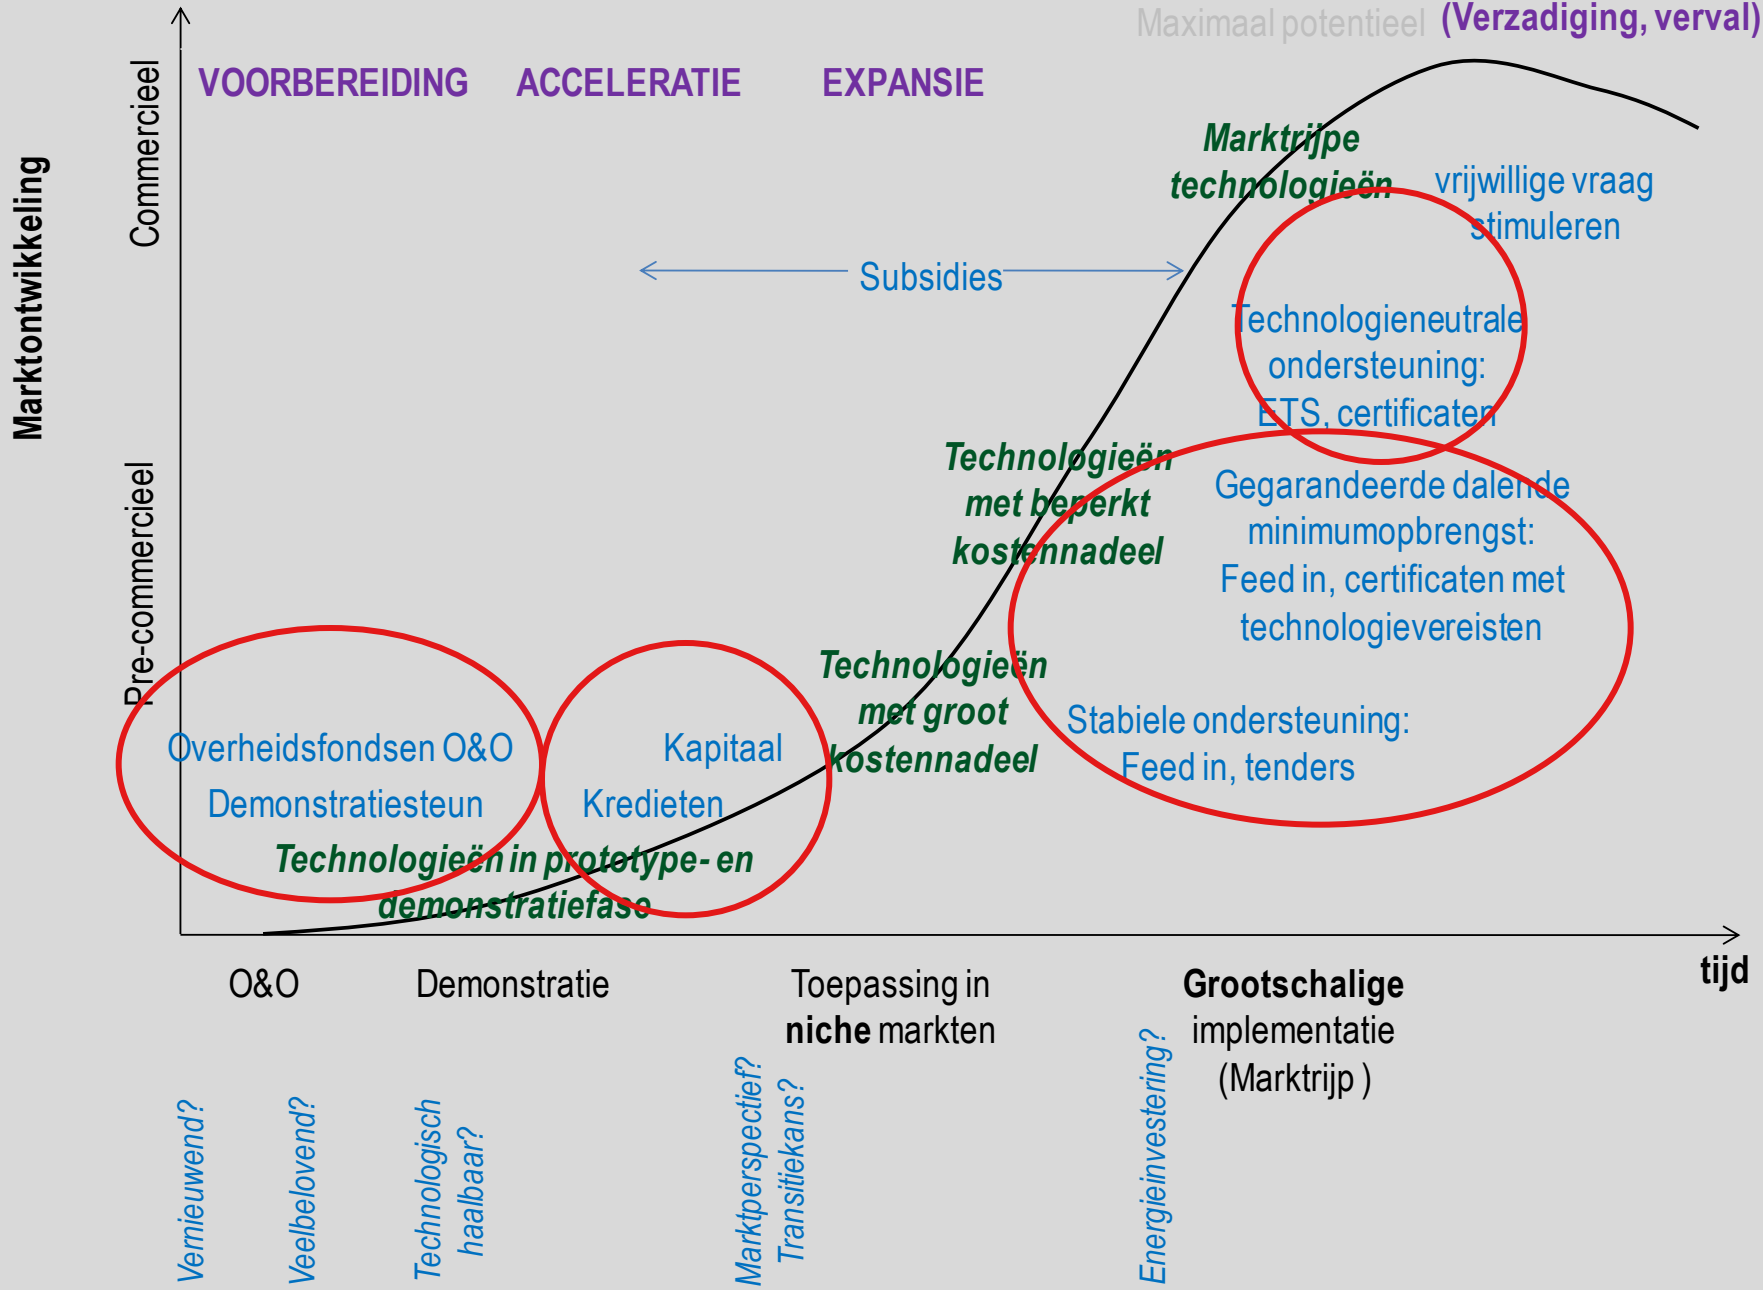 Maximaal potentieel (Verzadiging, verval)
VOORBEREIDING ACCELERATIE EXPANSIE
Marktontwikkeling
Commercieel
Pre-commercieel
Marktrijpe
technologieën
vrijwillige vraag
stimuleren
Subsidies
Technologieneutrale
ondersteuning:
ETS, certificaten
Technologieën
met beperkt
kostennadeel
Gegarandeerde dalende
minimumopbrengst:
Feed in, certificaten met
technologievereisten
Technologieën
met groot
kostennadeel
Stabiele ondersteuning:
Feed in, tenders
Overheidsfondsen O&O
Demonstratiesteun
Kapitaal
Kredieten
Technologieën in prototype- en
demonstratiefase
tijd
O&O
Demonstratie
Toepassing in
niche markten
Grootschalige
implementatie
(Marktrijp )
Vernieuwend?
Veelbelovend?
Technologisch
haalbaar?
Marktperspectief?
Transitiekans?
Energieinvestering?